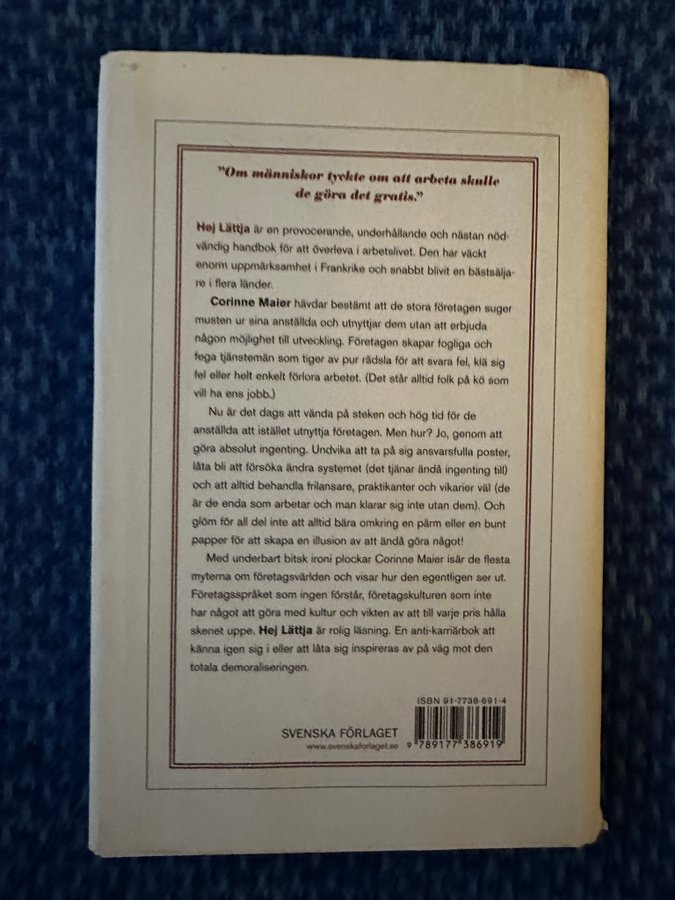 "Om människor tyckte om att arbeta skulle
de göra det gratis."
Hej Lättja är en provocerande, underhållande och nästan nöd-
vändig handbok för att överleva i arbetslivet. Den har väckt
enorm uppmärksamhet i Frankrike och snabbt blivit en bästsälja-
re i flera länder.
Corinne Maier hävdar bestämt att de stora företagen suger
musten ur sina anställda och utnyttjar dem utan att erbjuda
någon möjlighet till utveckling. Företagen skapar fogliga och
fega tjänstemän som tiger av pur rädsla för att svara fel, klä sig
fel eller helt enkelt förlora arbetet. (Det står alltid folk på kö som
vill ha ens jobb.)
Nu är det dags att vända på steken och hög tid för de
anställda att istället utnyttja företagen. Men hur? Jo, genom att
göra absolut ingenting. Undvika att ta på sig ansvarsfulla poster,
låta bli att försöka ändra systemet (det tjänar ändå ingenting till)
och att alltid behandla frilansare, praktikanter och vikarier väl (de
är de enda som arbetar och man klarar sig inte utan dem). Och
glöm för all del inte att alltid bära omkring en pärm eller en bunt
papper för att skapa en illusion av att ändå göra något!
Med underbart bitsk ironi plockar Corinne Maier isär de flesta
myterna om företagsvärlden och visar hur den egentligen ser ut.
Företagsspråket som ingen förstår, företagskulturen som inte
har något att göra med kultur och vikten av att till varje pris hålla
skenet uppe. Hej Lättja är rolig läsning. En anti-karriärbok att
känna igen sig i eller att låta sig inspireras av på väg mot den
totala demoraliseringen.
ISBN 91-7738-691-4
SVENSKA FÖRLAGET
www.svenskaforlaget.se
9 789177 386919